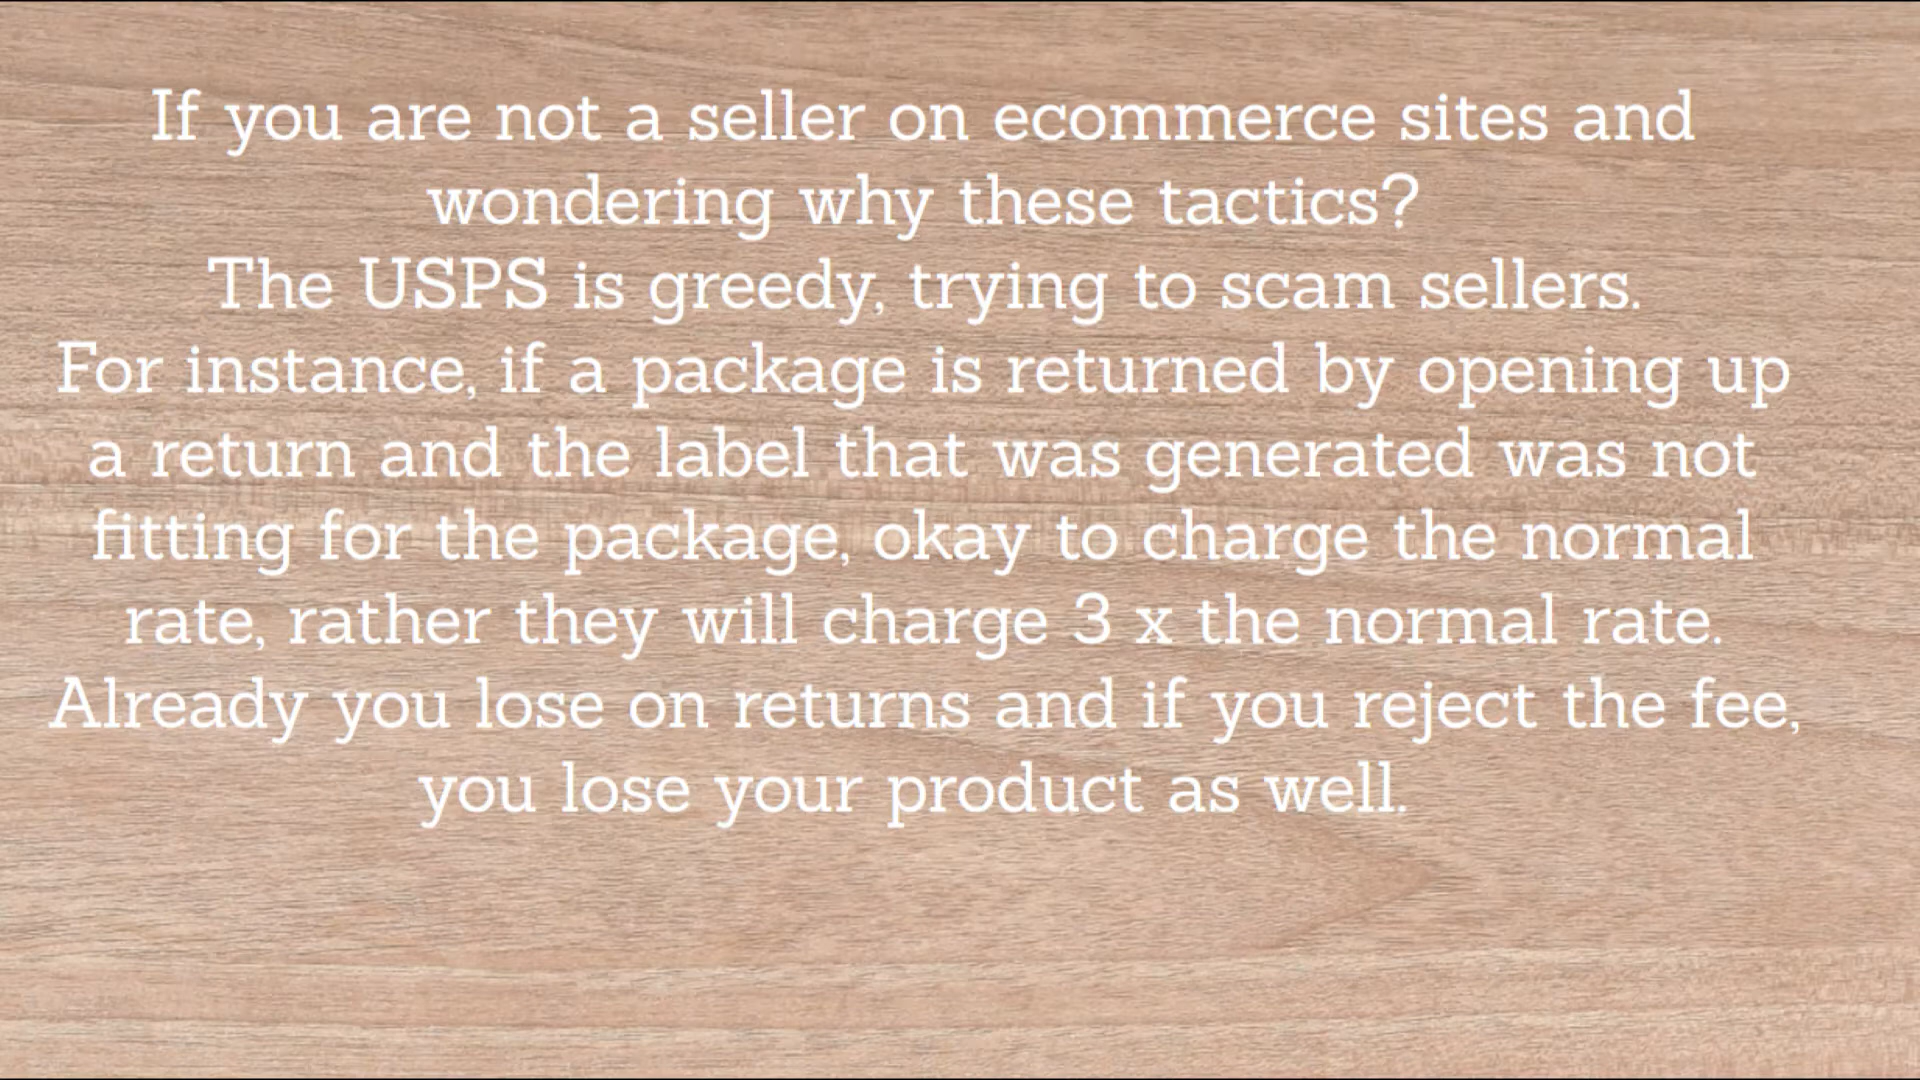 If you are not a seller on ecommerce sites and
wondering why these tactics?
The USPS is greedy, trying to scam sellers.
For instance, if a package is returned by opening up
a return and the label that was generated was not
fitting for the package, okay to charge the normal
rate, rather they will charge 3 x the normal rate.
Already you lose on returns and if you reject the fee,
you lose your product as well.